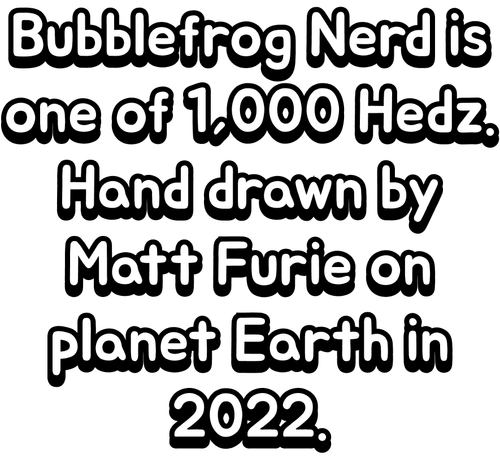 Bubblefrog Nerd is
one of 1,000 Hedz.
Hand drawn by
Matt Furie on
planet Earth in
2022.